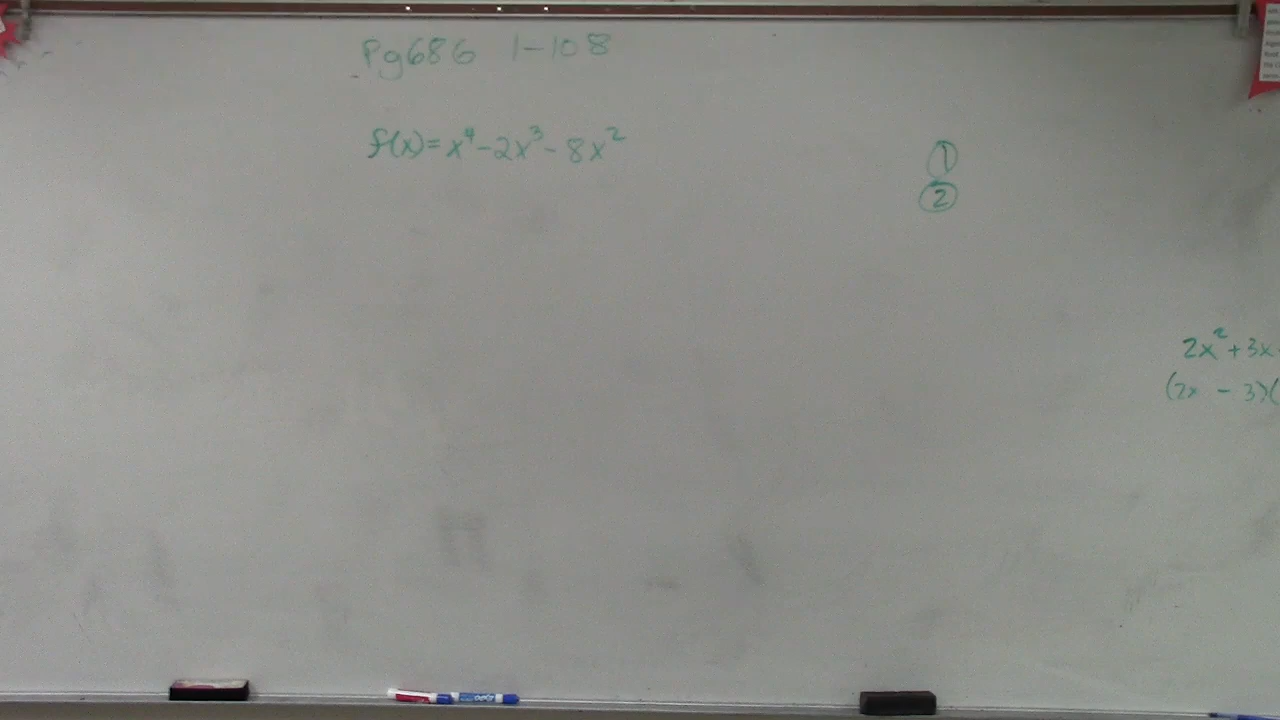 Pg686 1-108
f(x)=x⁴-2x³-8x²
①
②
2x²+3x
(2x - 3)(